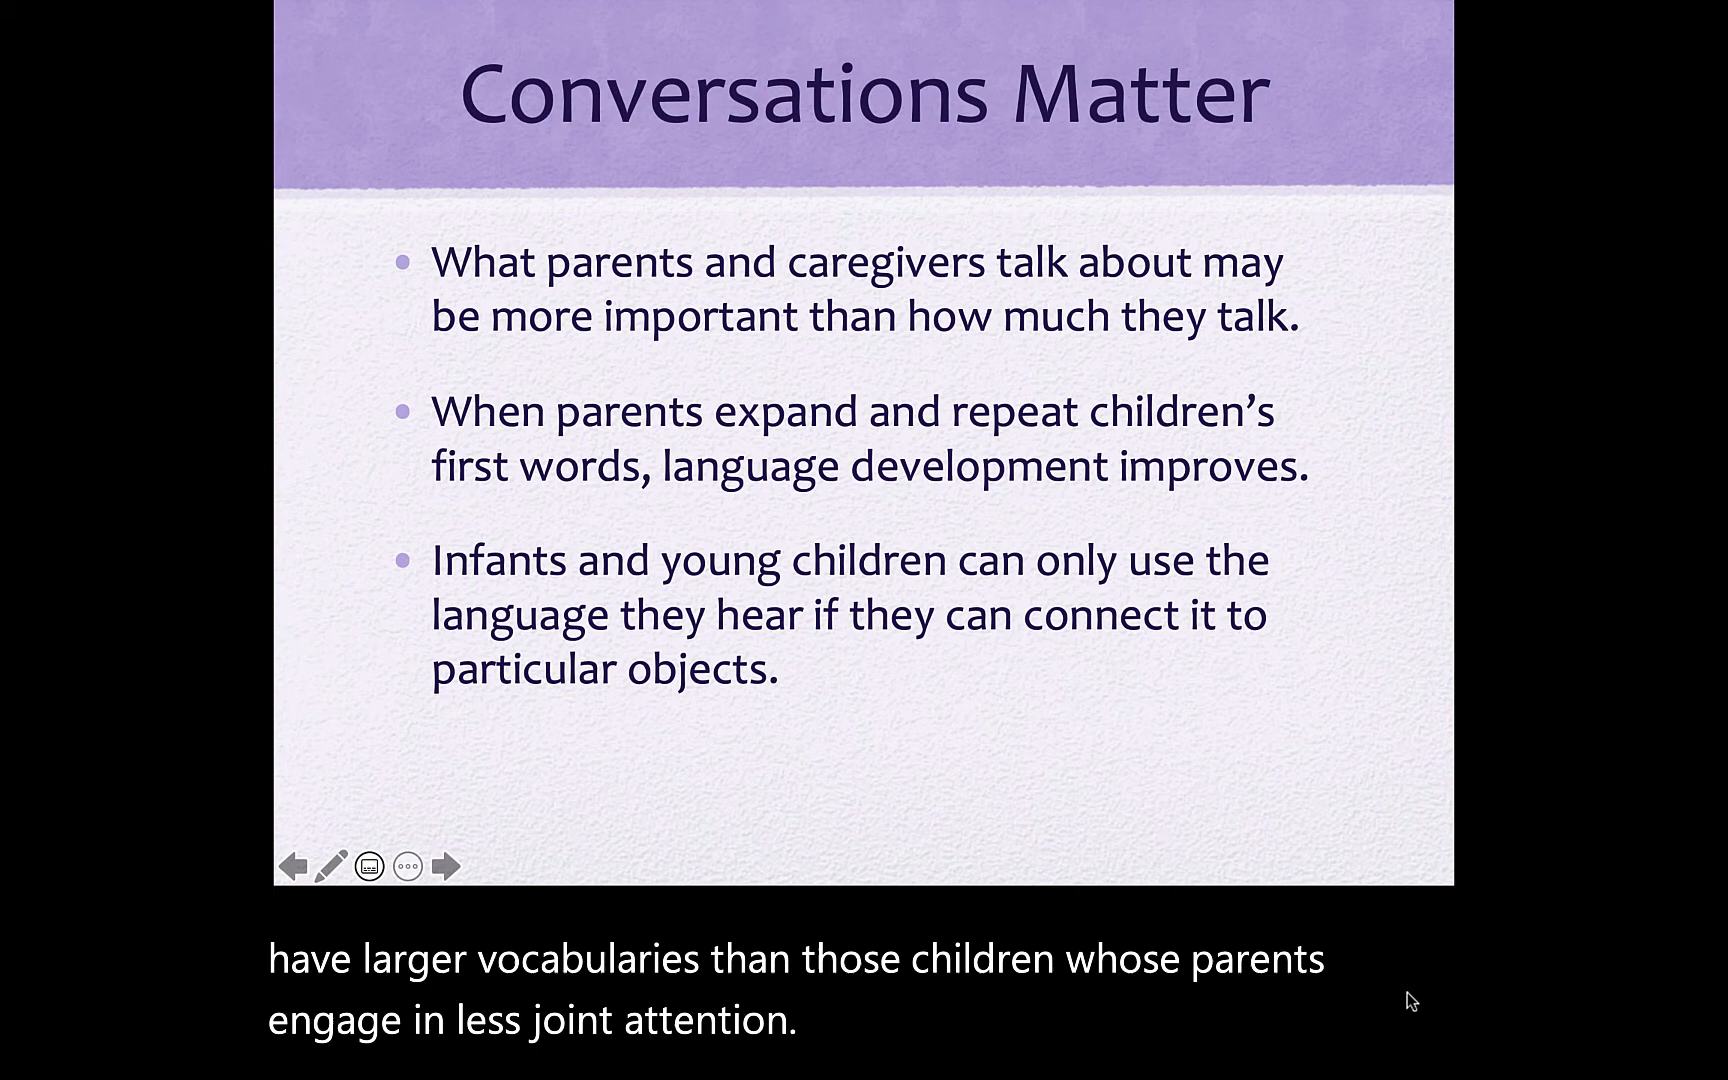 Conversations Matter
• What parents and caregivers talk about may
be more important than how much they talk.
• When parents expand and repeat children’s
first words, language development improves.
• Infants and young children can only use the
language they hear if they can connect it to
particular objects.
have larger vocabularies than those children whose parents
engage in less joint attention.